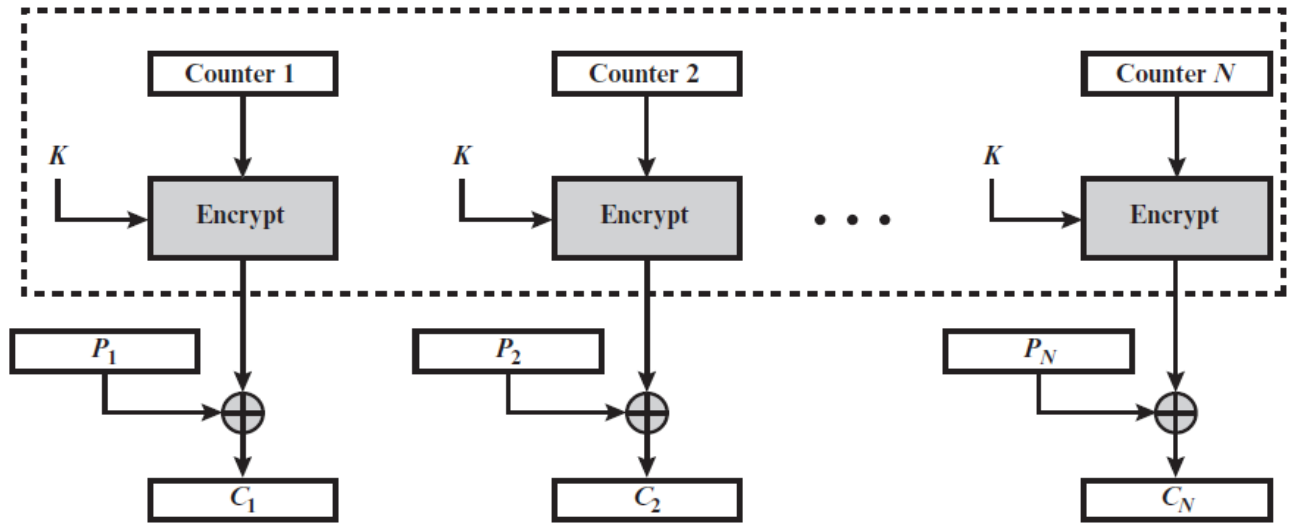 Counter 1
Counter 2
Counter N
K
K
K
Encrypt
Encrypt
• • •
Encrypt
P1
P2
PN
C1
C2
CN